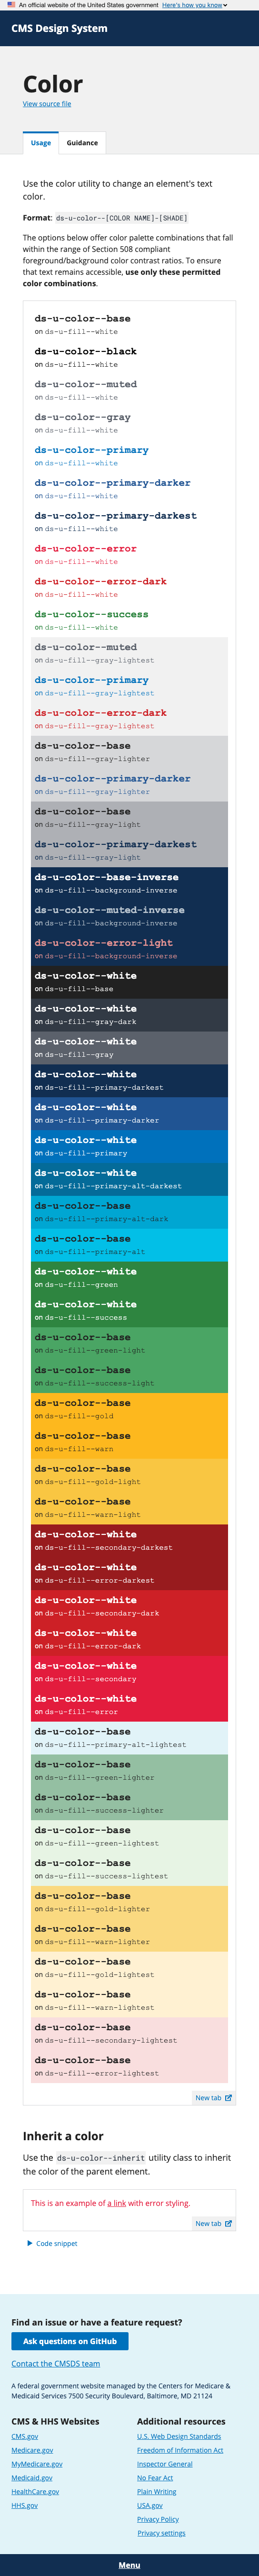 An official website of the United States government Here's how you know
CMS Design System
Color
View source file
Usage Guidance
Use the color utility to change an element's text
color.
Format: ds-u-color--[COLOR NAME]-[SHADE]
The options below offer color palette combinations that fall
within the range of Section 508 compliant
foreground/background color contrast ratios. To ensure
that text remains accessible, use only these permitted
color combinations.
ds-u-color--base
on ds-u-fill--white
ds-u-color--black
on ds-u-fill--white
ds-u-color--muted
on ds-u-fill--white
ds-u-color--gray
on ds-u-fill--white
ds-u-color--primary
on ds-u-fill--white
ds-u-color--primary-darker
on ds-u-fill--white
ds-u-color--primary-darkest
on ds-u-fill--white
ds-u-color--error
on ds-u-fill--white
ds-u-color--error-dark
on ds-u-fill--white
ds-u-color--success
on ds-u-fill--white
ds-u-color--muted
on ds-u-fill--gray-lightest
ds-u-color--primary
on ds-u-fill--gray-lightest
ds-u-color--error-dark
on ds-u-fill--gray-lightest
ds-u-color--base
on ds-u-fill--gray-lighter
ds-u-color--primary-darker
on ds-u-fill--gray-lighter
ds-u-color--base
on ds-u-fill--gray-light
ds-u-color--primary-darkest
on ds-u-fill--gray-light
ds-u-color--base-inverse
on ds-u-fill--background-inverse
ds-u-color--muted-inverse
on ds-u-fill--background-inverse
ds-u-color--error-light
on ds-u-fill--background-inverse
ds-u-color--white
on ds-u-fill--base
ds-u-color--white
on ds-u-fill--gray-dark
ds-u-color--white
on ds-u-fill--gray
ds-u-color--white
on ds-u-fill--primary-darkest
ds-u-color--white
on ds-u-fill--primary-darker
ds-u-color--white
on ds-u-fill--primary
ds-u-color--white
on ds-u-fill--primary-alt-darkest
ds-u-color--base
on ds-u-fill--primary-alt-dark
ds-u-color--base
on ds-u-fill--primary-alt
ds-u-color--white
on ds-u-fill--green
ds-u-color--white
on ds-u-fill--success
ds-u-color--base
on ds-u-fill--green-light
ds-u-color--base
on ds-u-fill--success-light
ds-u-color--base
on ds-u-fill--gold
ds-u-color--base
on ds-u-fill--warn
ds-u-color--base
on ds-u-fill--gold-light
ds-u-color--base
on ds-u-fill--warn-light
ds-u-color--white
on ds-u-fill--secondary-darkest
ds-u-color--white
on ds-u-fill--error-darkest
ds-u-color--white
on ds-u-fill--secondary-dark
ds-u-color--white
on ds-u-fill--error-dark
ds-u-color--white
on ds-u-fill--secondary
ds-u-color--white
on ds-u-fill--error
ds-u-color--base
on ds-u-fill--primary-alt-lightest
ds-u-color--base
on ds-u-fill--green-lighter
ds-u-color--base
on ds-u-fill--success-lighter
ds-u-color--base
on ds-u-fill--green-lightest
ds-u-color--base
on ds-u-fill--success-lightest
ds-u-color--base
on ds-u-fill--gold-lighter
ds-u-color--base
on ds-u-fill--warn-lighter
ds-u-color--base
on ds-u-fill--gold-lightest
ds-u-color--base
on ds-u-fill--warn-lightest
ds-u-color--base
on ds-u-fill--secondary-lightest
ds-u-color--base
on ds-u-fill--error-lightest
New tab
Inherit a color
Use the ds-u-color--inherit utility class to inherit
the color of the parent element.
This is an example of a link with error styling.
New tab
Code snippet
Find an issue or have a feature request?
Ask questions on GitHub
Contact the CMSDS team
A federal government website managed by the Centers for Medicare &
Medicaid Services 7500 Security Boulevard, Baltimore, MD 21124
CMS & HHS Websites
CMS.gov
Medicare.gov
MyMedicare.gov
Medicaid.gov
HealthCare.gov
HHS.gov
Additional resources
U.S. Web Design Standards
Freedom of Information Act
Inspector General
No Fear Act
Plain Writing
USA.gov
Privacy Policy
Privacy settings
Menu